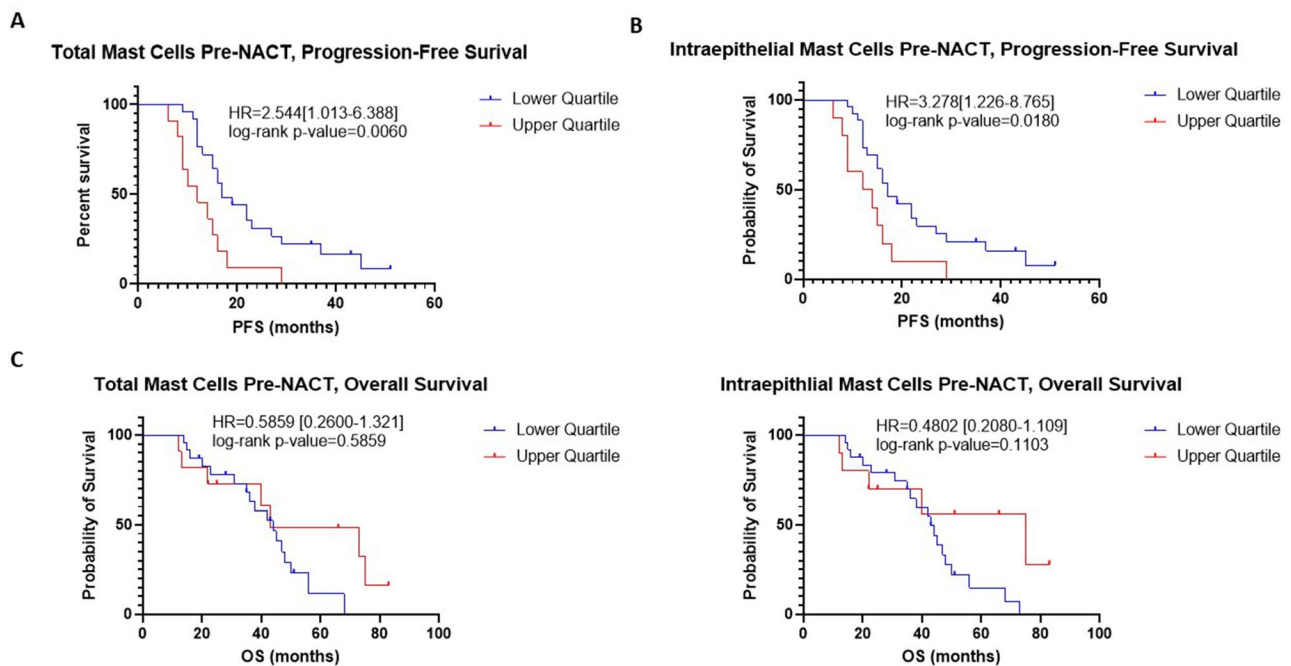 A
Total Mast Cells Pre-NACT, Progression-Free Surival
HR=2.544[1.013-6.388]
log-rank p-value=0.0060
Lower Quartile
Upper Quartile
Percent survival
100
50
0
0 20 40 60
PFS (months)
B
Intraepithelial Mast Cells Pre-NACT, Progression-Free Survival
HR=3.278[1.226-8.765]
log-rank p-value=0.0180
Lower Quartile
Upper Quartile
Probability of Survival
100
50
0
0 20 40 60
PFS (months)
C
Total Mast Cells Pre-NACT, Overall Survival
HR=0.5859 [0.2600-1.321]
log-rank p-value=0.5859
Lower Quartile
Upper Quartile
Probability of Survival
100
50
0
0 20 40 60 80 100
OS (months)
Intraepithlial Mast Cells Pre-NACT, Overall Survival
HR=0.4802 [0.2080-1.109]
log-rank p-value=0.1103
Lower Quartile
Upper Quartile
Probability of Survival
100
50
0
0 20 40 60 80 100
OS (months)